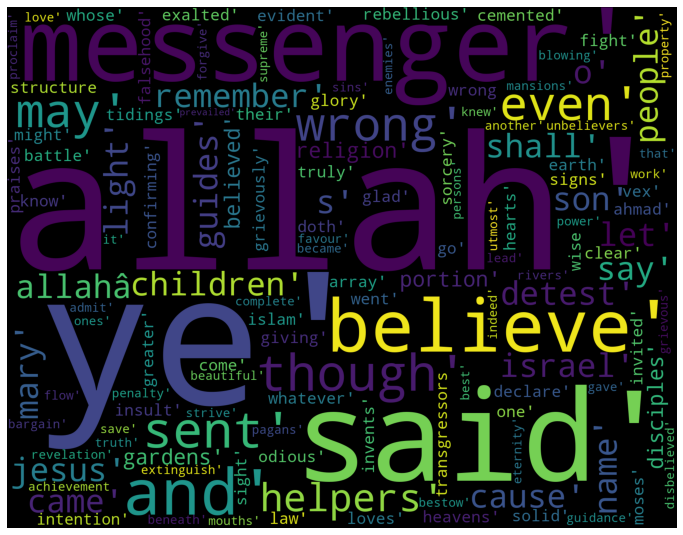 love'
whose'
exalted'
evident'
rebellious'
cemented'
proclaim'
messenger'
falsehood'
forgive'
supreme'
enemies'
fight'
o'
people'
property'
structure
may'
remember'
glory'
wrong
knew'
blowing'
mansions'
even'
another'
unbelievers'
tidings'
their'
sins'
might'
prevailed'
battle'
believed'
religion'
wrong'
sorcery'
persons'
shall'
earth'
that'
praises'
know'
light'
confirming'
guides'
grievously'
truly'
signs'
work'
allah'
s'
glad'
utmost'
hearts'
son'
vex'
ahmad'
it'
doth'
favour'
became'
go'
lead'
power'
wise
clear'
let'
allahâ
children'
array'
went'
portion'
rivers'
say'
detest'
grievous'
admit'
ones'
complete'
islam'
giving'
ye'
believe'
indeed'
invited'
mary'
greater'
come'
beautiful'
though'
israel'
flow'
penalty'
insult'
strive'
whatever'
transgressors
best'
declare'
gave'
bargain'
save'
truth'
pagans'
invents'
one'
eternity'
name'
disciples'
disbelieved'
revelation'
sent'
said'
jesus'
gardens'
odious'
extinguish'
sight'
achievement
came'
and'
helpers'
bestow'
cause'
moses'
intention'
beneath'
mouths'
law'
loves'
heavens'
solid'
guidance'